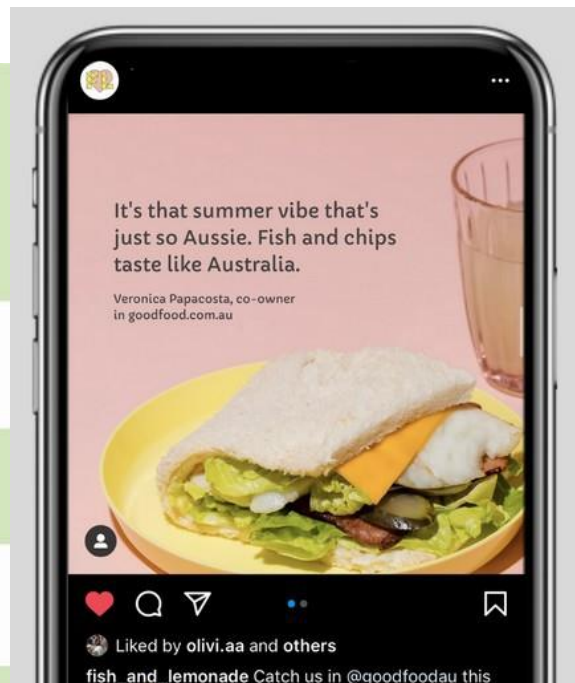 It's that summer vibe that's
just so Aussie. Fish and chips
taste like Australia.
Veronica Papacosta, co-owner
in goodfood.com.au
Liked by olivi.aa and others
fish_and_lemonade Catch us in @goodfoodau this